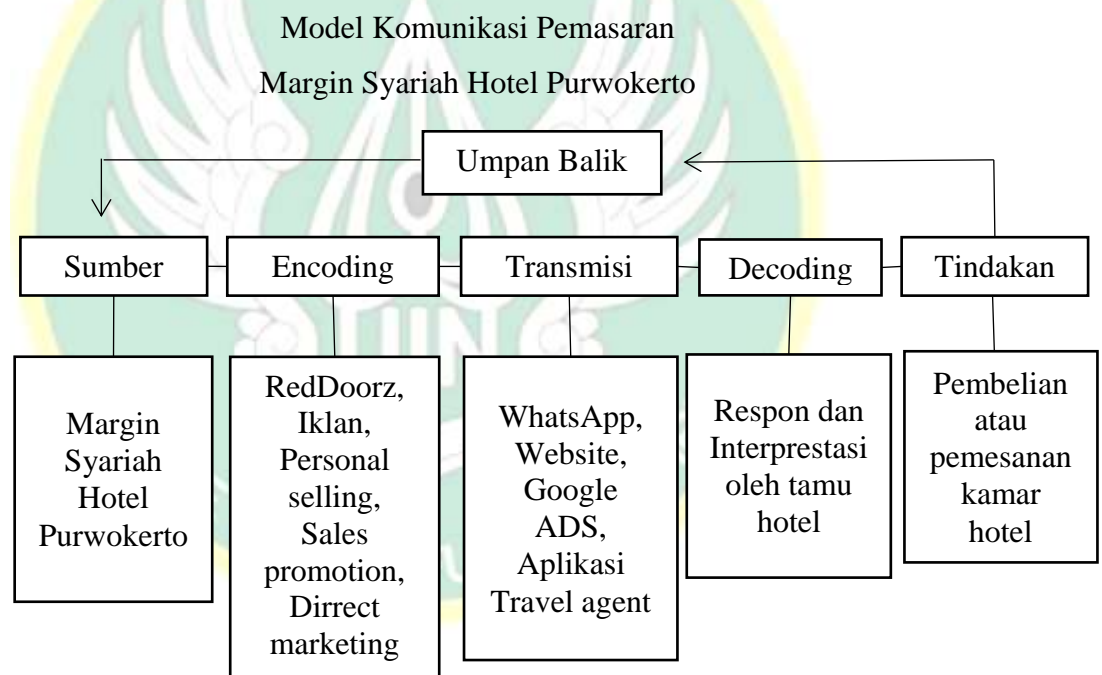 Model Komunikasi Pemasaran
Margin Syariah Hotel Purwokerto
Umpan Balik
Sumber
Encoding
Transmisi
Decoding
Tindakan
Margin
Syariah
Hotel
Purwokerto
RedDoorz,
Iklan,
Personal
selling,
Sales
promotion,
Dirrect
marketing
WhatsApp,
Website,
Google
ADS,
Aplikasi
Travel agent
Respon dan
Interprestasi
oleh tamu
hotel
Pembelian
atau
pemesanan
kamar
hotel
UIN